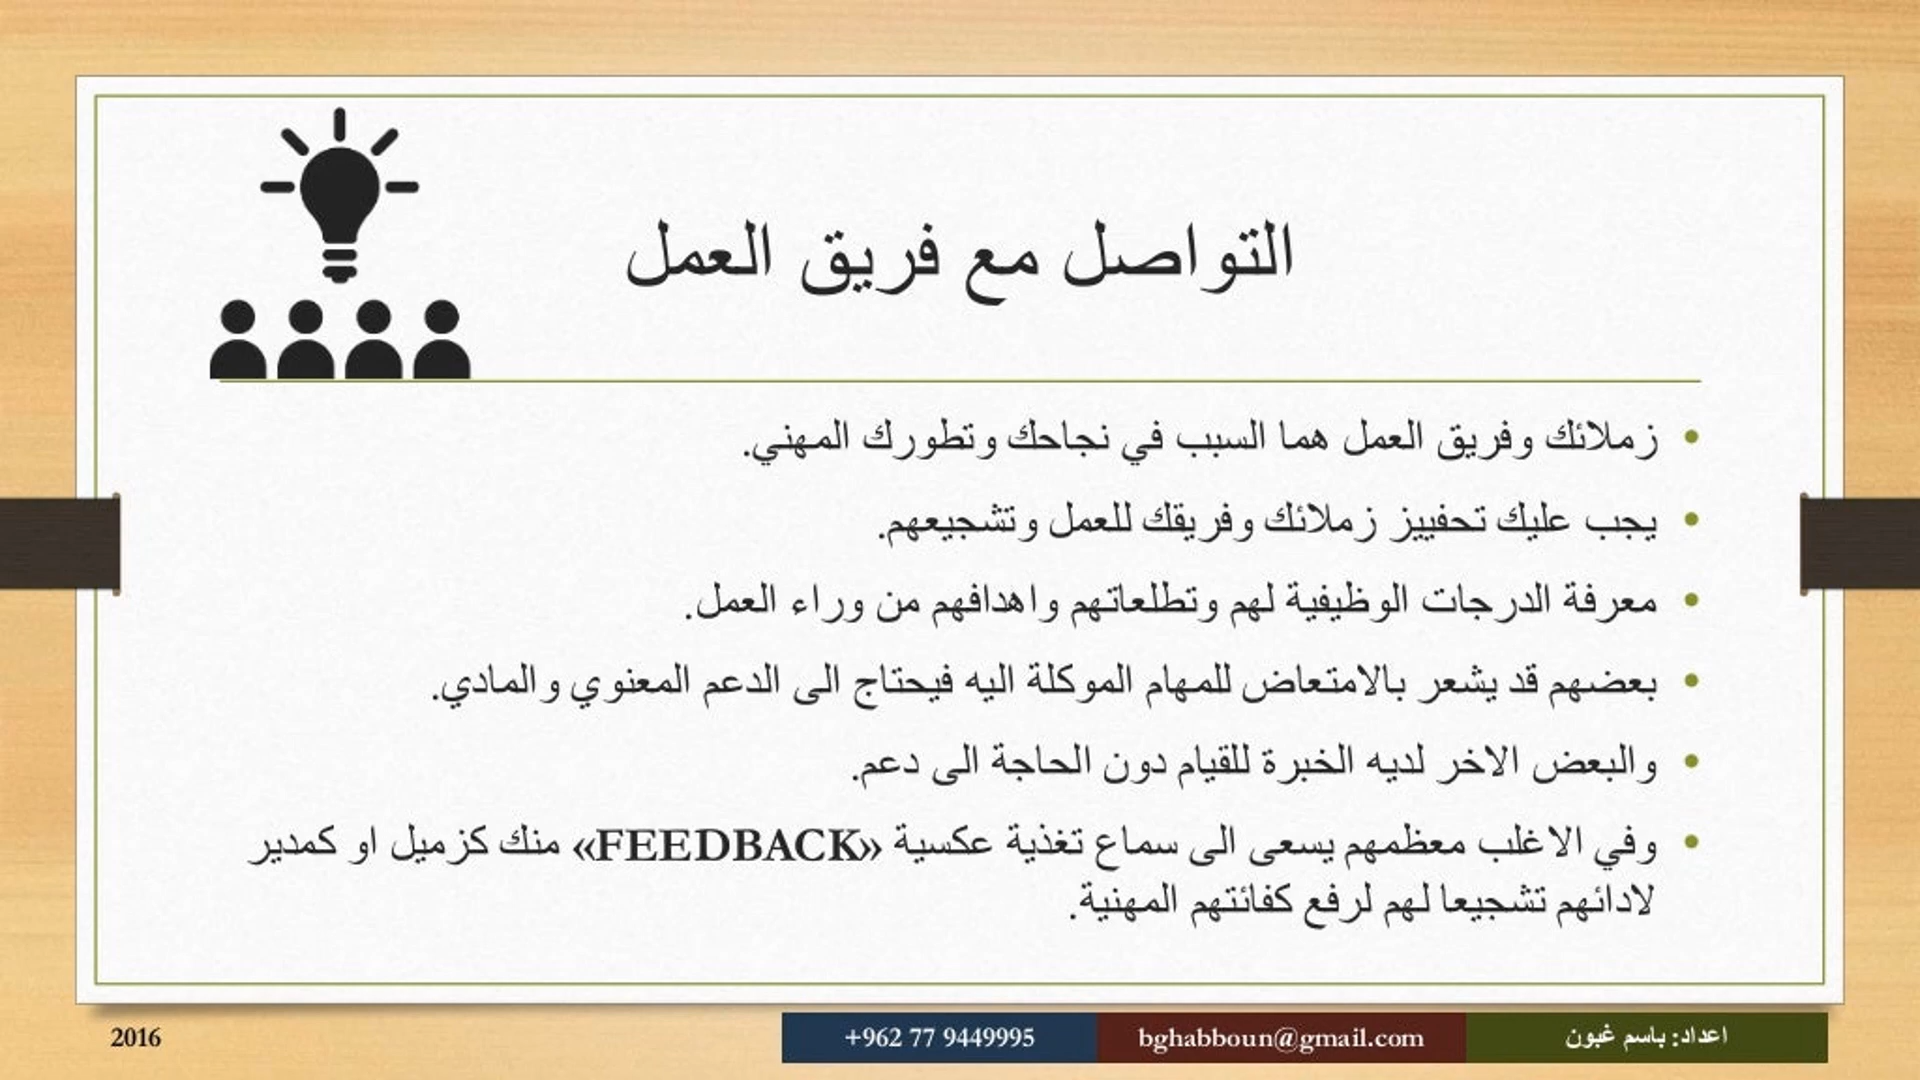 التواصل مع فريق العمل
• زملائك وفريق العمل هما السبب في نجاحك وتطورك المهني.
• يجب عليك تحفييز زملائك وفريقك للعمل وتشجيعهم.
• معرفة الدرجات الوظيفية لهم وتطلعاتهم واهدافهم من وراء العمل.
• بعضهم قد يشعر بالامتعاض للمهام الموكلة اليه فيحتاج الى الدعم المعنوي والمادي.
• والبعض الاخر لديه الخبرة للقيام دون الحاجة الى دعم.
• وفي الاغلب معظمهم يسعى الى سماع تغذية عكسية «FEEDBACK» منك كزميل او كمدير
لادائهم تشجيعا لهم لرفع كفائتهم المهنية.
اعداد: باسم غبون
bghabboun@gmail.com
+962 77 9449995
2016